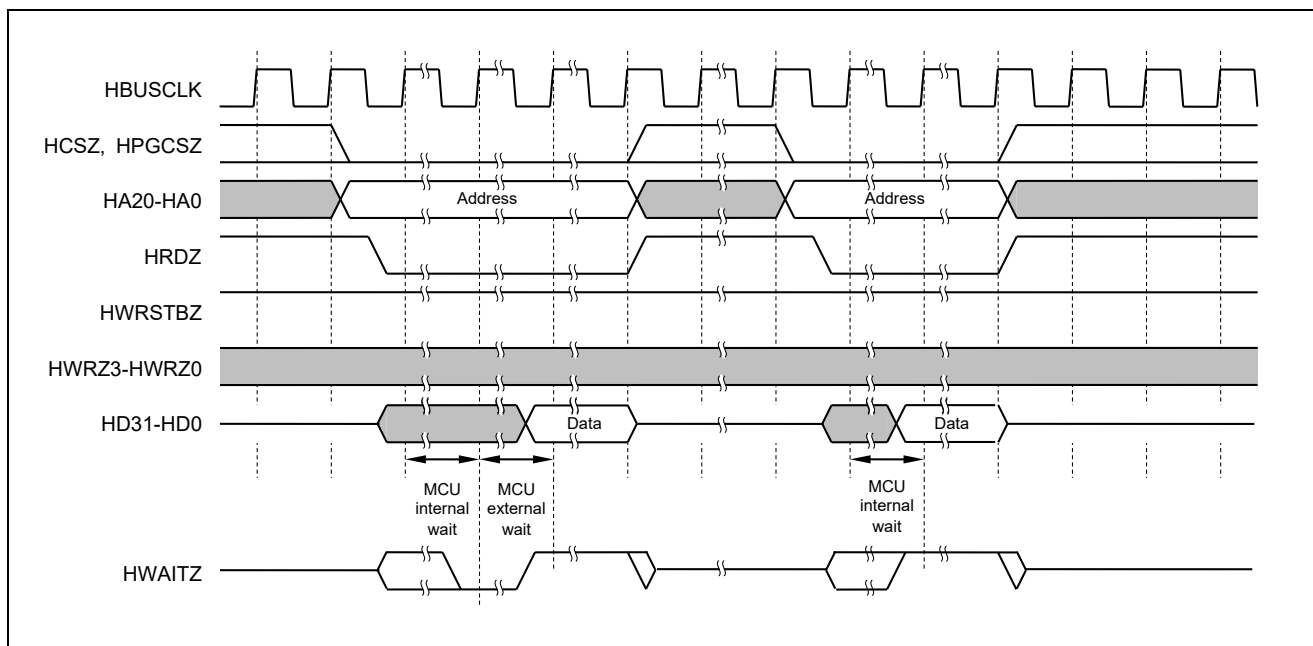 HBUSCLK
HCSZ, HPGCSZ
HA20-HA0
Address
Address
HRDZ
HWRSTBZ
HWRZ3-HWRZ0
HD31-HD0
Data
Data
MCU
internal
wait
MCU
external
wait
MCU
internal
wait
HWAITZ